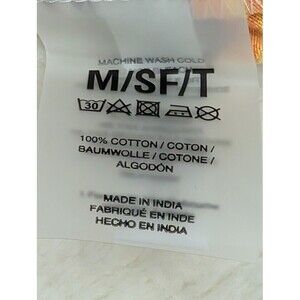 MACHINE WASH COLD
M/SF/T
30
100% COTTON / COTON /
BAUMWOLLE / COTONE /
ALGODÓN
MADE IN INDIA
FABRIQUÉ EN INDE
HECHO EN INDIA